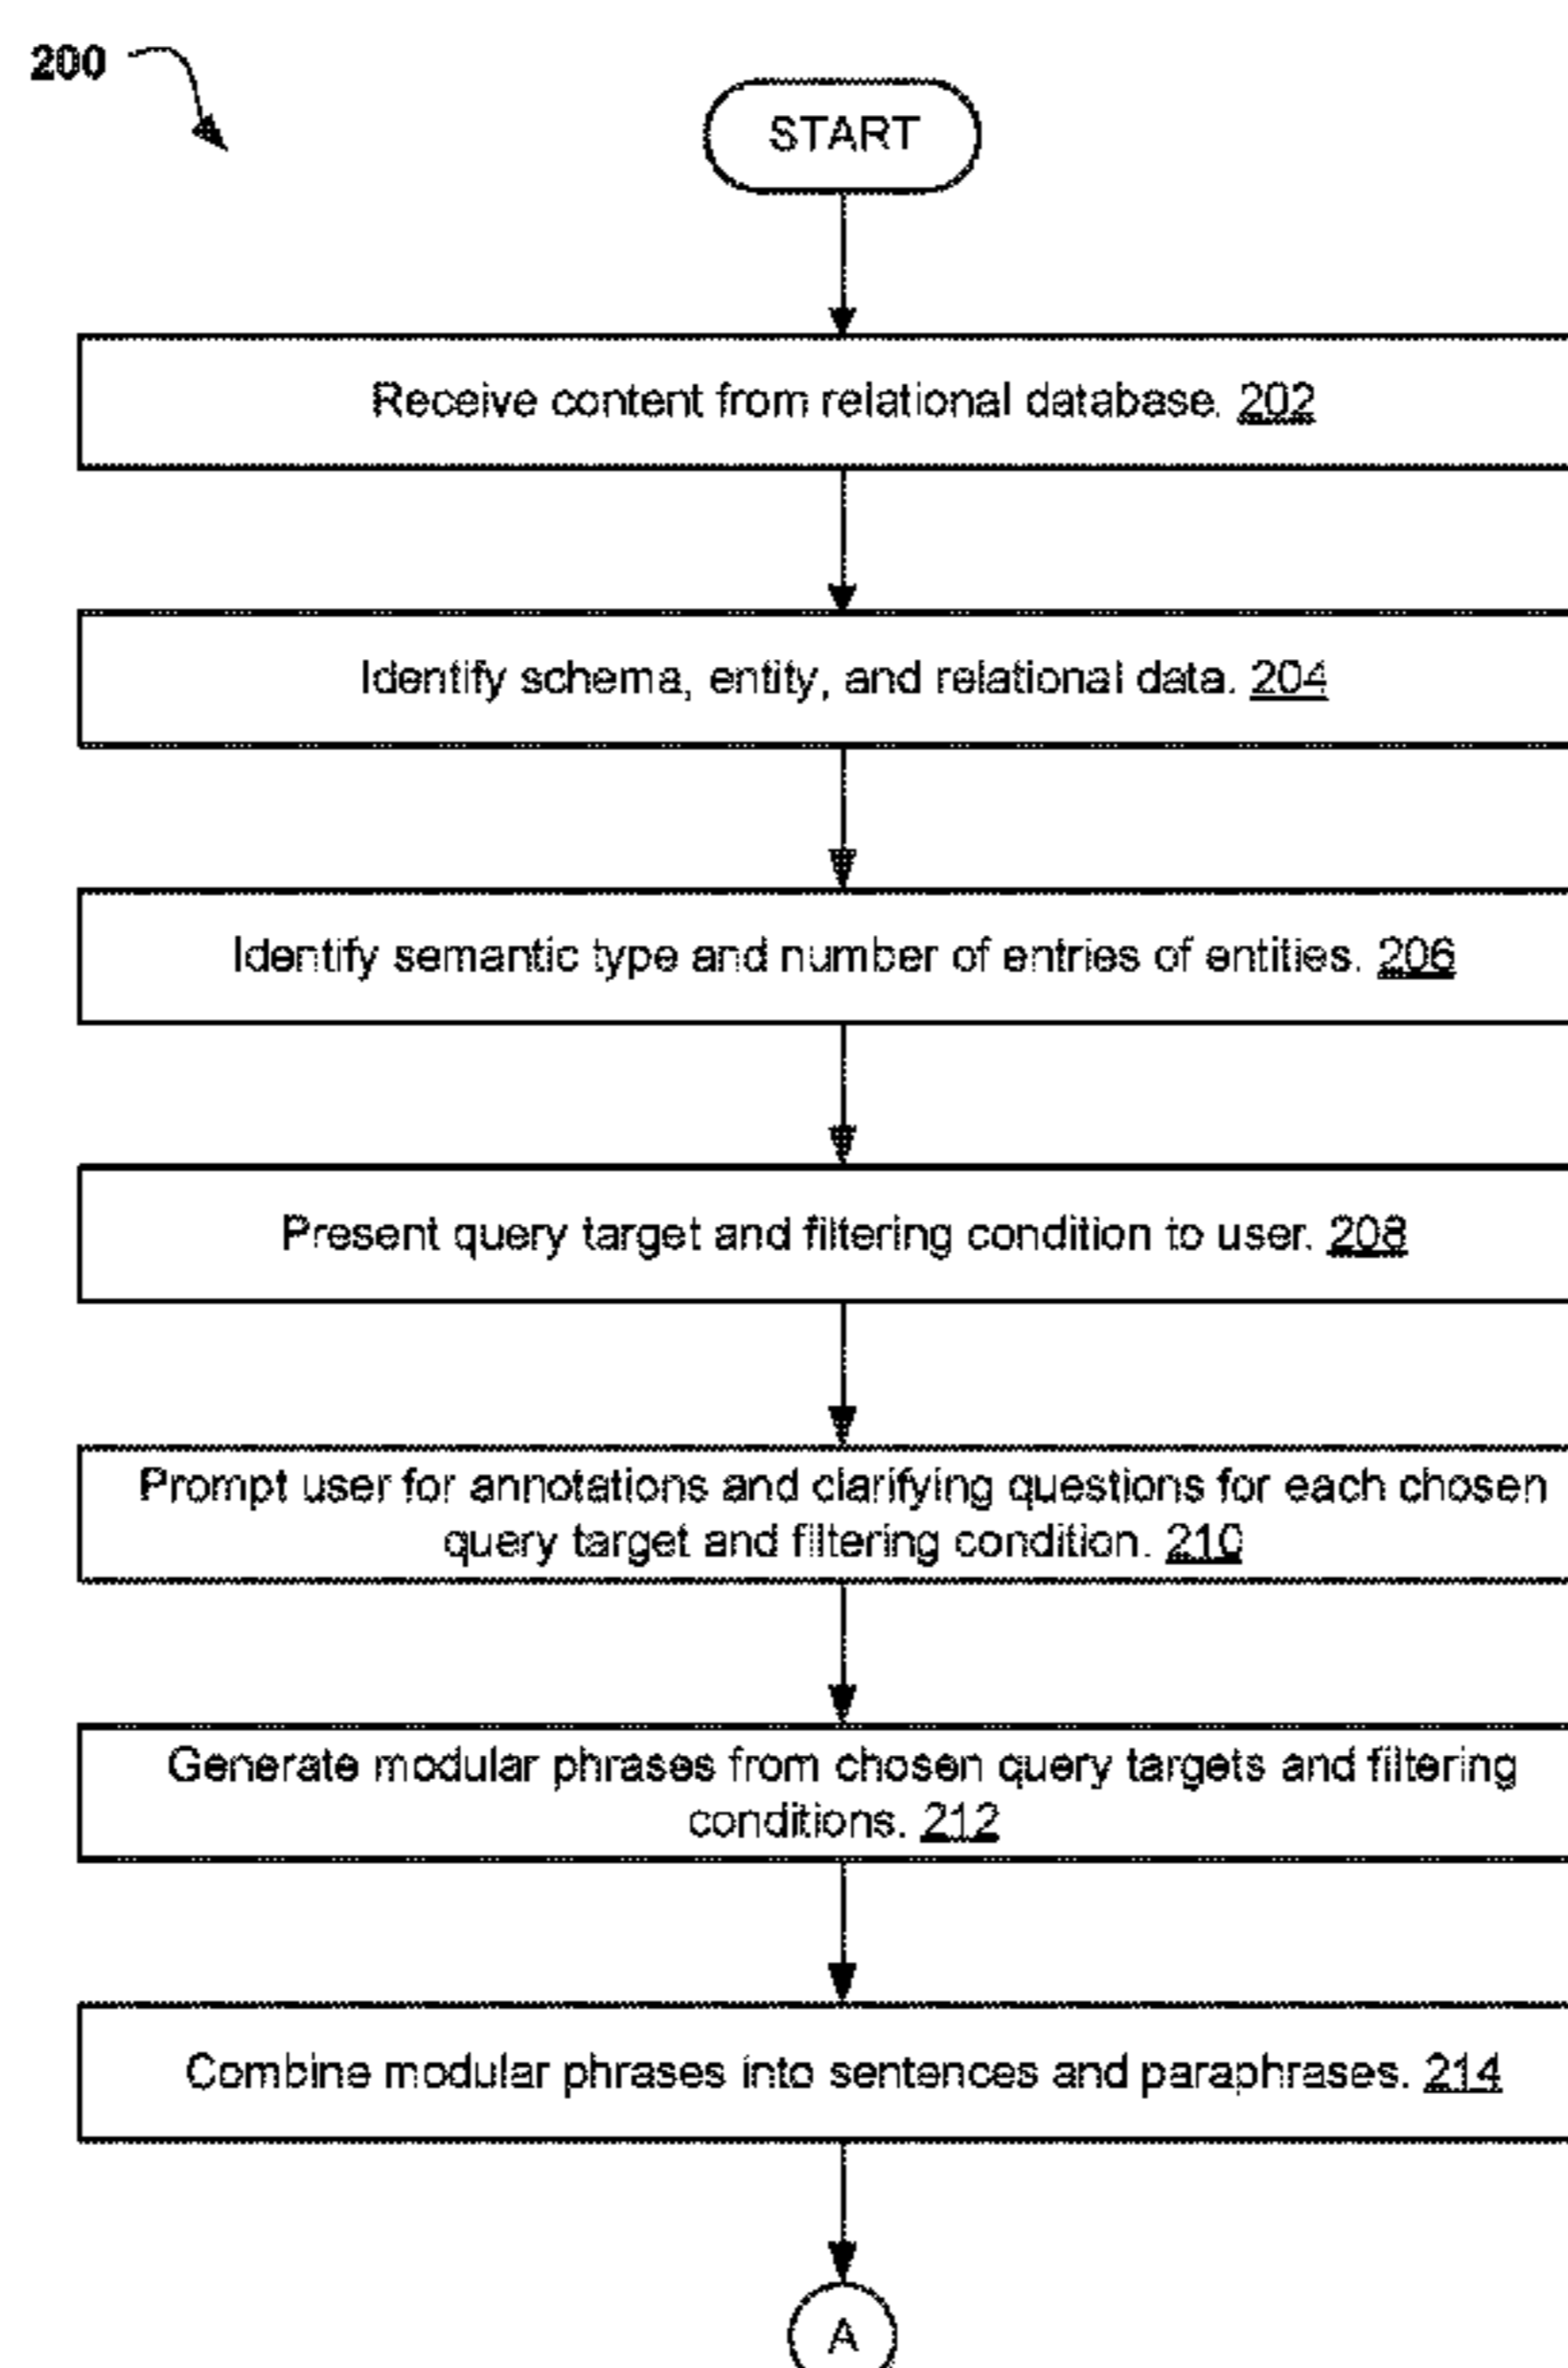 200
START
Receive content from relational database. 202
Identify schema, entity, and relational data. 204
Identify semantic type and number of entries of entities. 206
Present query target and filtering condition to user. 208
Prompt user for annotations and clarifying questions for each chosen
query target and filtering condition. 210
Generate modular phrases from chosen query targets and filtering
conditions. 212
Combine modular phrases into sentences and paraphrases. 214
A